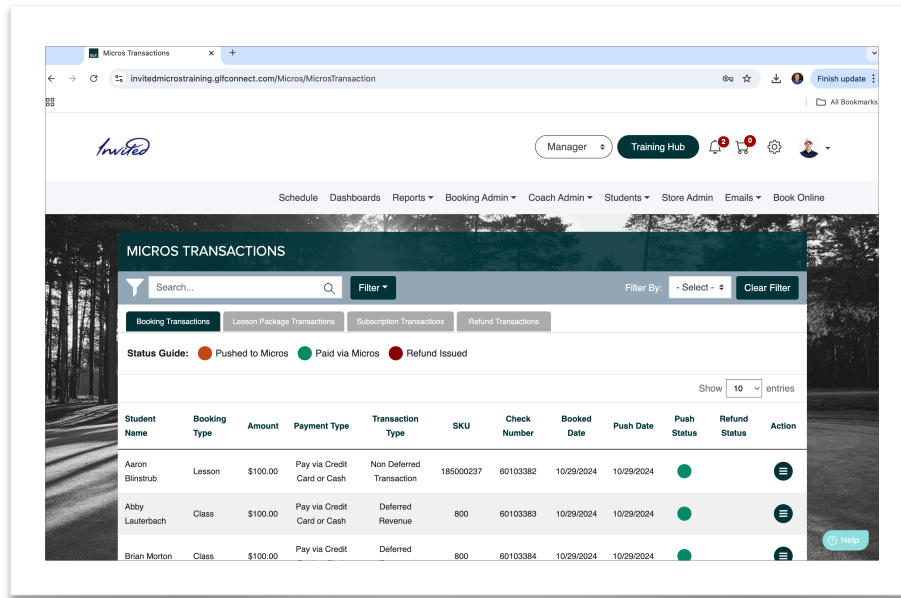 GLF. Micros Transactions × +
invitedmicrostraining.glfconnect.com/Micros/MicrosTransaction
Finish update
All Bookmarks
Invited
Manager
Training Hub
2
0
Schedule Dashboards Reports Booking Admin Coach Admin Students Store Admin Emails Book Online
MICROS TRANSACTIONS
Search...
Filter
Filter By:
- Select -
Clear Filter
Booking Transactions
Lesson Package Transactions
Subscription Transactions
Refund Transactions
Status Guide: Pushed to Micros Paid via Micros Refund Issued
Show 10 entries
Student Booking Transaction Check Booked Push Refund
Name Type Amount Payment Type Type SKU Number Date Push Date Status Status Action
Aaron Pay via Credit Non Deferred
Blinstrub Lesson $100.00 Card or Cash Transaction 185000237 60103382 10/29/2024 10/29/2024
Abby Pay via Credit Deferred
Lauterbach Class $100.00 Card or Cash Revenue 800 60103383 10/29/2024 10/29/2024
Pay via Credit Deferred
Brian Morton Class $100.00 800 60103384 10/29/2024 10/29/2024
? Help